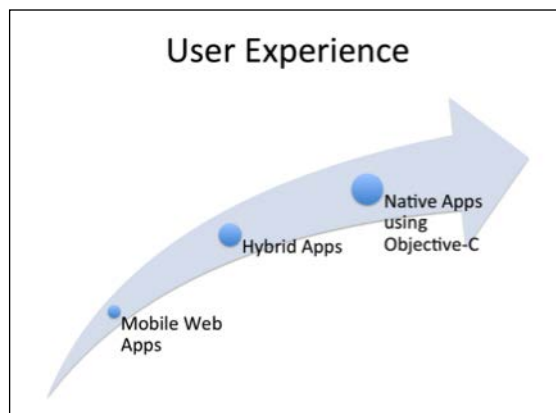 User Experience
Native Apps
using
Objective-C
Hybrid Apps
Mobile Web
Apps